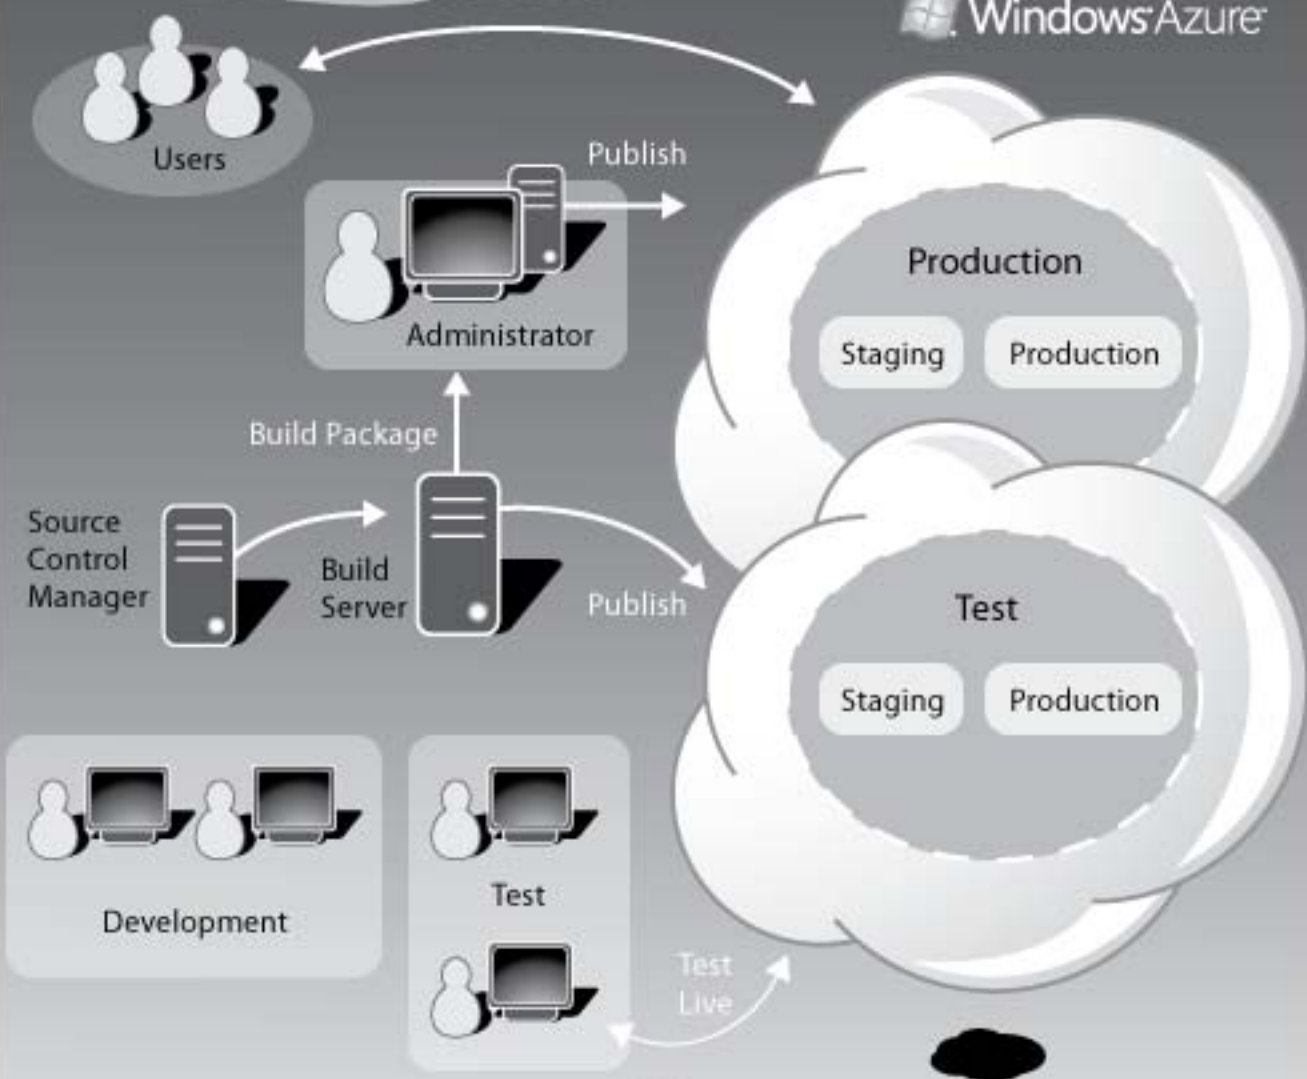 Windows Azure
Users
Publish
Administrator
Production
Staging
Production
Build Package
Source
Control
Manager
Build
Server
Publish
Test
Staging
Production
Development
Test
Test
Live